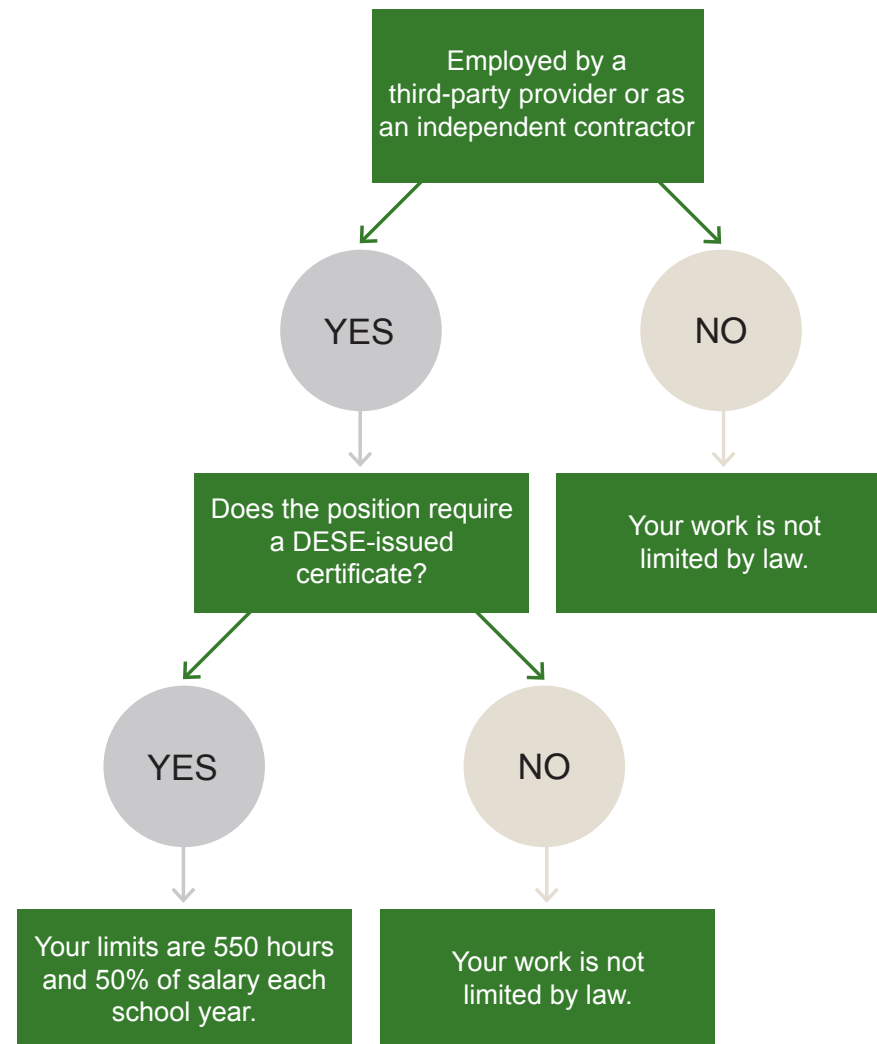 Employed by a
third-party provider or as
an independent contractor
YES
NO
Does the position require
a DESE-issued
certificate?
Your work is not
limited by law.
YES
NO
Your limits are 550 hours
and 50% of salary each
school year.
Your work is not
limited by law.